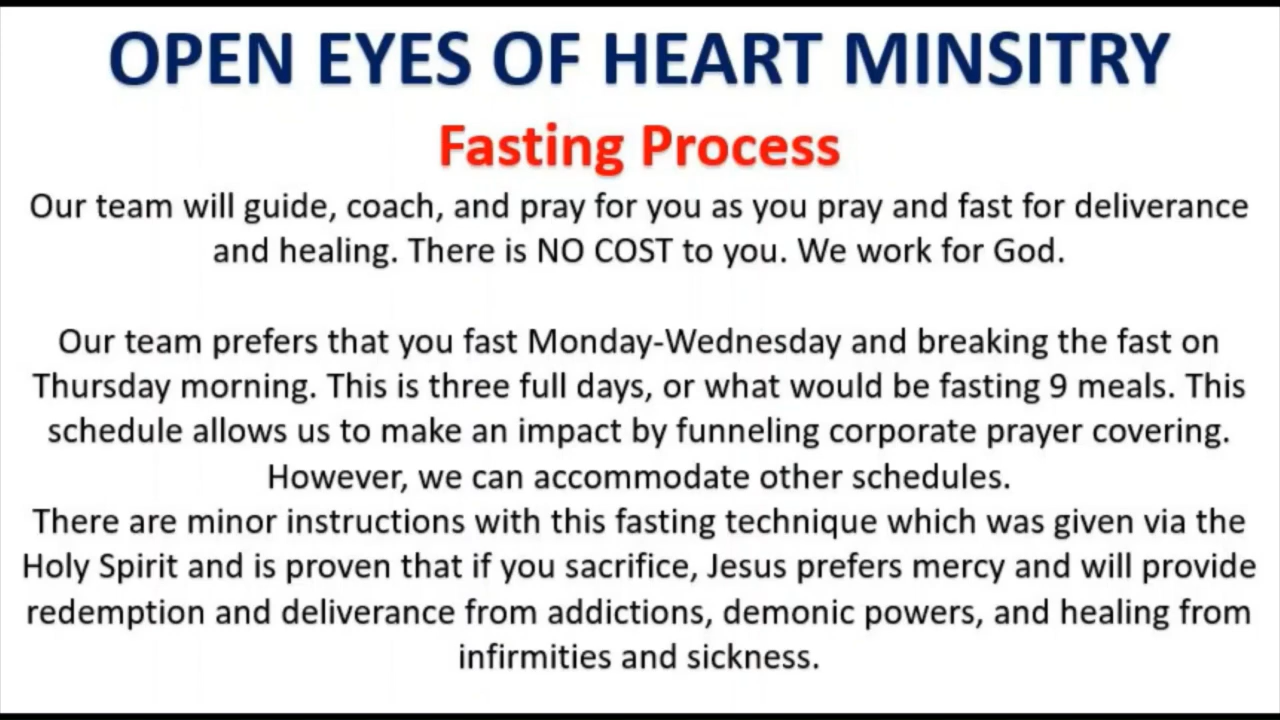 OPEN EYES OF HEART MINSITRY
Fasting Process
Our team will guide, coach, and pray for you as you pray and fast for deliverance
and healing. There is NO COST to you. We work for God.
Our team prefers that you fast Monday-Wednesday and breaking the fast on
Thursday morning. This is three full days, or what would be fasting 9 meals. This
schedule allows us to make an impact by funneling corporate prayer covering.
However, we can accommodate other schedules.
There are minor instructions with this fasting technique which was given via the
Holy Spirit and is proven that if you sacrifice, Jesus prefers mercy and will provide
redemption and deliverance from addictions, demonic powers, and healing from
infirmities and sickness.